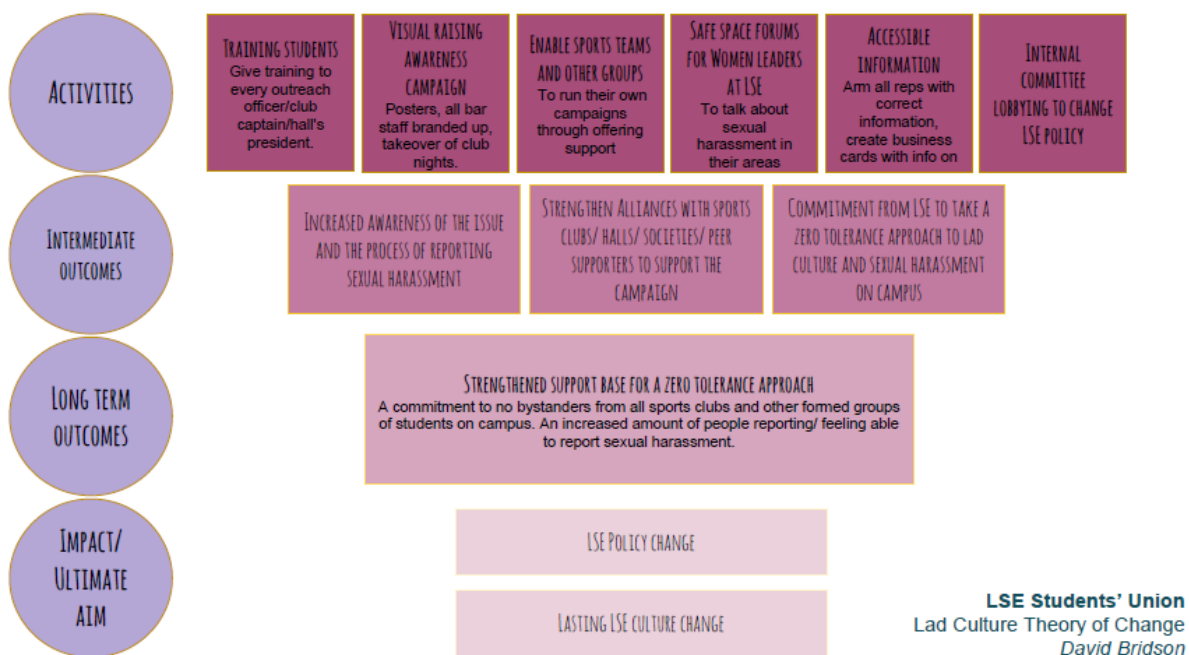 ACTIVITIES
TRAINING STUDENTS
Give training to
every outreach
officer/club
captain/hall's
president.
VISUAL RAISING
AWARENESS
CAMPAIGN
Posters, all bar
staff branded up,
takeover of club
nights.
ENABLE SPORTS TEAMS
AND OTHER GROUPS
To run their own
campaigns
through offering
support
SAFE SPACE FORUMS
FOR WOMEN LEADERS
AT LSE
To talk about
sexual
harassment in
their areas
ACCESSIBLE
INFORMATION
Arm all reps with
correct
information,
create business
cards with info on
INTERNAL
COMMITTEE
LOBBYING TO CHANGE
LSE POLICY
INTERMEDIATE
OUTCOMES
INCREASED AWARENESS OF THE ISSUE
AND THE PROCESS OF REPORTING
SEXUAL HARASSMENT
STRENGTHEN ALLIANCES WITH SPORTS
CLUBS/ HALLS/ SOCIETIES/ PEER
SUPPORTERS TO SUPPORT THE
CAMPAIGN
COMMITMENT FROM LSE TO TAKE A
ZERO TOLERANCE APPROACH TO LAD
CULTURE AND SEXUAL HARASSMENT
ON CAMPUS
LONG TERM
OUTCOMES
STRENGTHENED SUPPORT BASE FOR A ZERO TOLERANCE APPROACH
A commitment to no bystanders from all sports clubs and other formed groups
of students on campus. An increased amount of people reporting/ feeling able
to report sexual harassment.
IMPACT/
ULTIMATE
AIM
LSE POLICY CHANGE
LASTING LSE CULTURE CHANGE
LSE Students' Union
Lad Culture Theory of Change
David Bridson